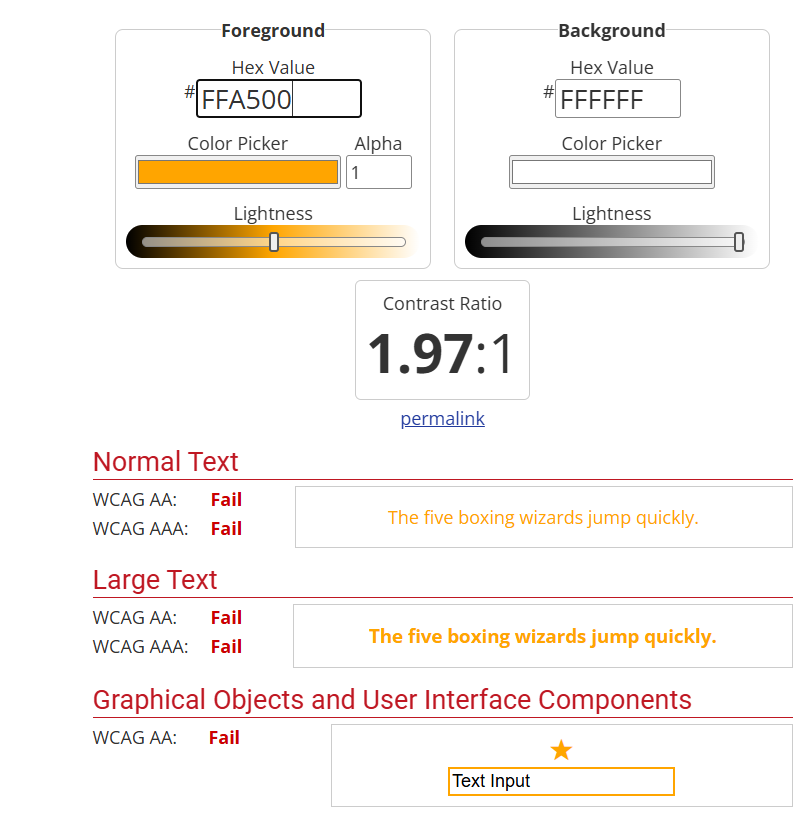 Foreground Background
Hex Value Hex Value
# FFA500 # FFFFFF
Color Picker Alpha Color Picker
1
Lightness Lightness
Contrast Ratio
1.97:1
permalink
Normal Text
WCAG AA: Fail
WCAG AAA: Fail
The five boxing wizards jump quickly.
Large Text
WCAG AA: Fail
WCAG AAA: Fail
The five boxing wizards jump quickly.
Graphical Objects and User Interface Components
WCAG AA: Fail
Text Input